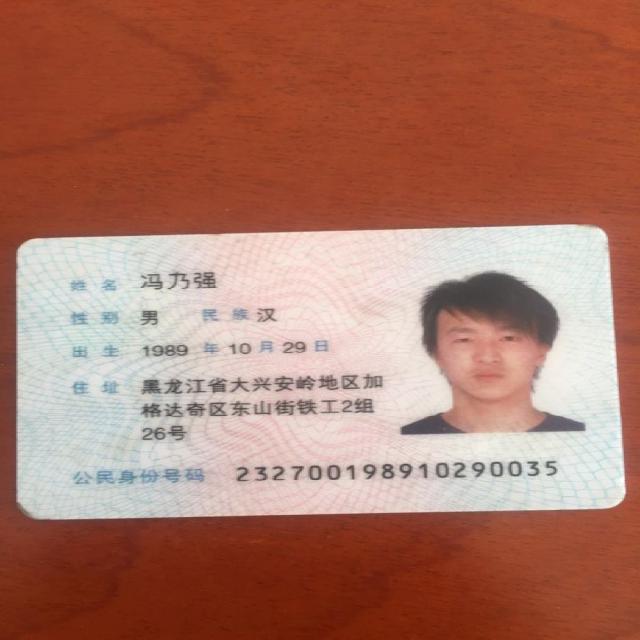 姓名 冯乃强
性别 男 民族 汉
出生 1989 年 10 月 29 日
住址 黑龙江省大兴安岭地区加
格达奇区东山街铁工2组
26号
公民身份号码 232700198910290035